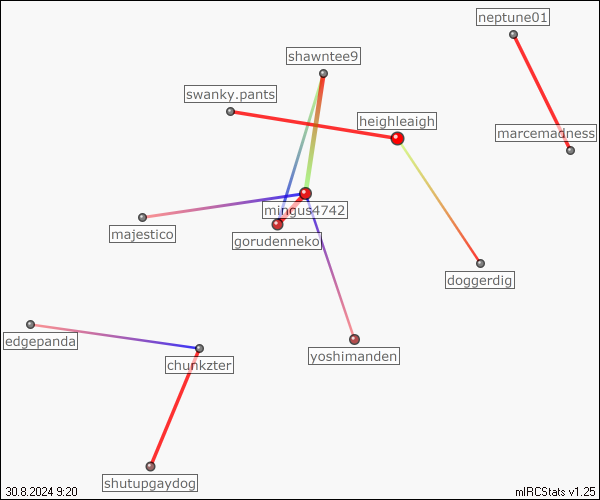 neptune01
shawntee9
swanky.pants
heighleaigh
marcemadness
mingus4742
majestico
gorudenneko
doggerdig
edgepanda
yoshimanden
chunkzter
shutupgaydog
30.8.2024 9:20
mIRCStats v1.25